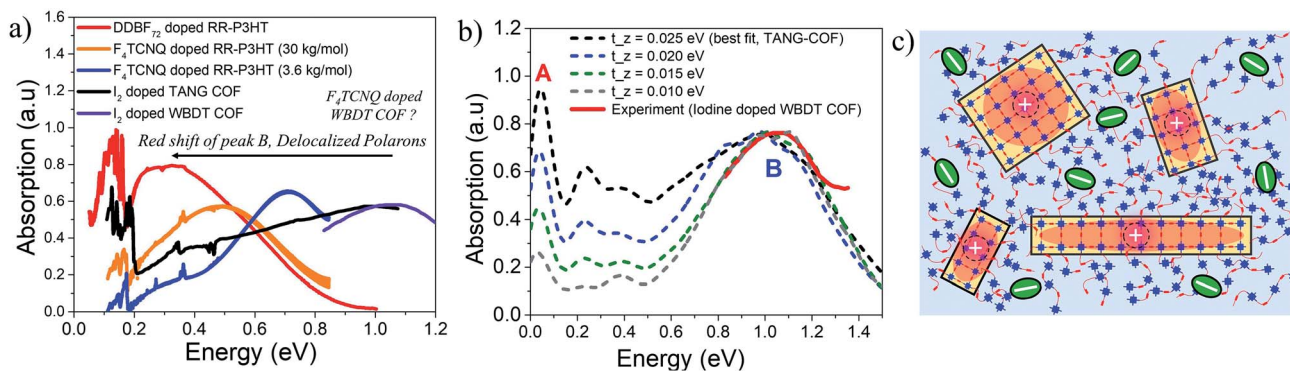 a)
DDBF₇₂ doped RR-P3HT
F₄TCNQ doped RR-P3HT (30 kg/mol)
F₄TCNQ doped RR-P3HT (3.6 kg/mol)
I₂ doped TANG COF
I₂ doped WBDT COF
F₄TCNQ doped
WBDT COF ?
Red shift of peak B, Delocalized Polarons
Absorption (a.u)
1.6
1.4
1.2
1.0
0.8
0.6
0.4
0.2
0.0
0.0 0.2 0.4 0.6 0.8 1.0 1.2
Energy (eV)
b)
t_z = 0.025 eV (best fit, TANG-COF)
t_z = 0.020 eV
t_z = 0.015 eV
t_z = 0.010 eV
Experiment (Iodine doped WBDT COF)
A
B
Absorption (a.u)
1.4
1.2
1.0
0.8
0.6
0.4
0.2
0.0 0.2 0.4 0.6 0.8 1.0 1.2 1.4
Energy (eV)
c)
+
+
+
+